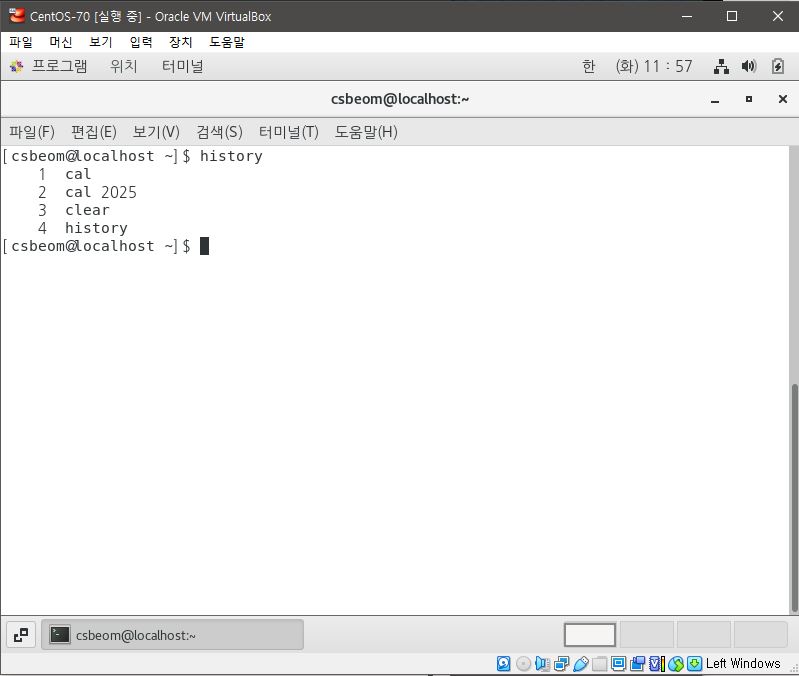 CentOS-70 [실행 중] - Oracle VM VirtualBox
파일 머신 보기 입력 장치 도움말
프로그램 위치 터미널 한 (화) 11 : 57
csbeom@localhost:~
파일(F) 편집(E) 보기(V) 검색(S) 터미널(T) 도움말(H)
[csbeom@localhost ~]$ history
1 cal
2 cal 2025
3 clear
4 history
[csbeom@localhost ~]$
csbeom@localhost:~
Left Windows